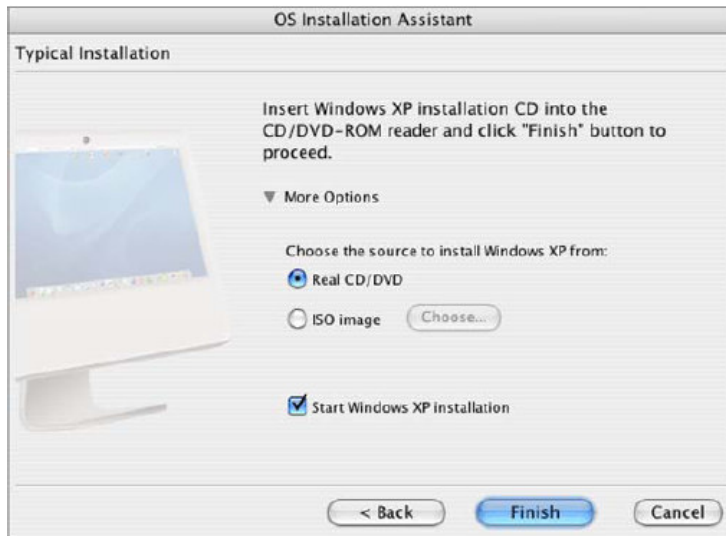 OS Installation Assistant
Typical Installation
Insert Windows XP installation CD into the
CD/DVD-ROM reader and click "Finish" button to
proceed.
More Options
Choose the source to install Windows XP from:
Real CD/DVD
ISO image
Choose...
Start Windows XP installation
< Back
Finish
Cancel